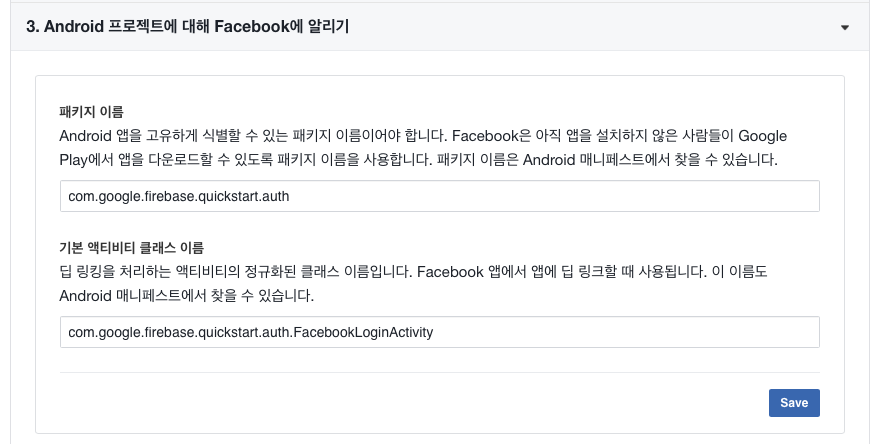 3. Android 프로젝트에 대해 Facebook에 알리기
패키지 이름
Android 앱을 고유하게 식별할 수 있는 패키지 이름이어야 합니다. Facebook은 아직 앱을 설치하지 않은 사람들이 Google
Play에서 앱을 다운로드할 수 있도록 패키지 이름을 사용합니다. 패키지 이름은 Android 매니페스트에서 찾을 수 있습니다.
com.google.firebase.quickstart.auth
기본 액티비티 클래스 이름
딥 링킹을 처리하는 액티비티의 정규화된 클래스 이름입니다. Facebook 앱에서 앱에 딥 링크할 때 사용됩니다. 이 이름도
Android 매니페스트에서 찾을 수 있습니다.
com.google.firebase.quickstart.auth.FacebookLoginActivity
Save